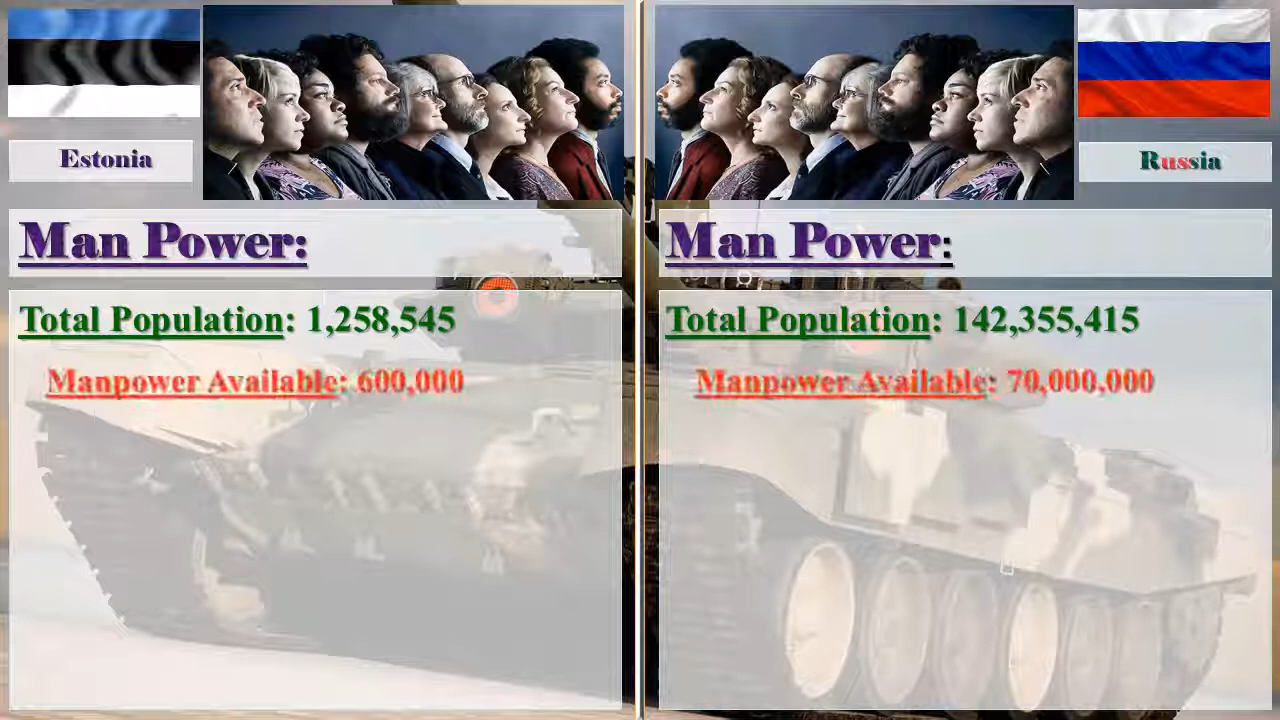 Estonia
Russia
Man Power:
Man Power:
Total Population: 1,258,545
Total Population: 142,355,415
Manpower Available: 600,000
Manpower Available: 70,000,000